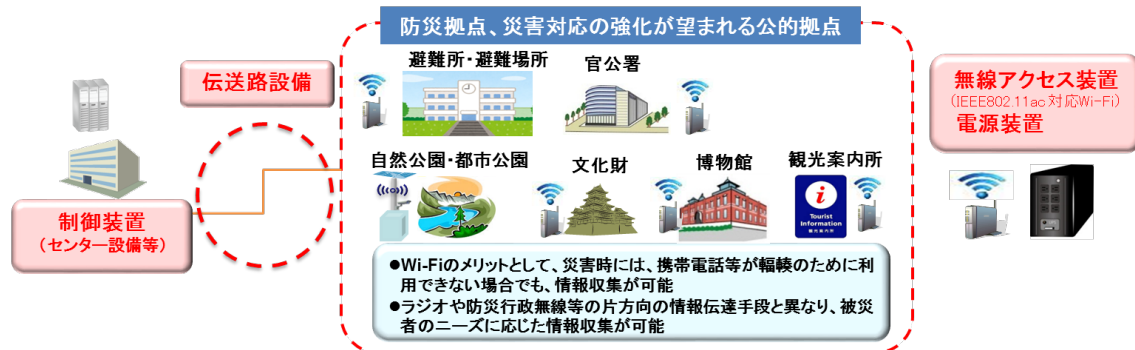 防災拠点、災害対応の強化が望まれる公的拠点
伝送路設備
避難所・避難場所
官公署
無線アクセス装置
(IEEE802.11ac対応Wi-Fi)
電源装置
自然公園・都市公園
文化財
博物館
観光案内所
制御装置
(センター設備等)
i
Tourist
Information
観光案内所
●Wi-Fiのメリットとして、災害時には、携帯電話等が輻輳のために利
用できない場合でも、情報収集が可能
●ラジオや防災行政無線等の片方向の情報伝達手段と異なり、被災
者のニーズに応じた情報収集が可能